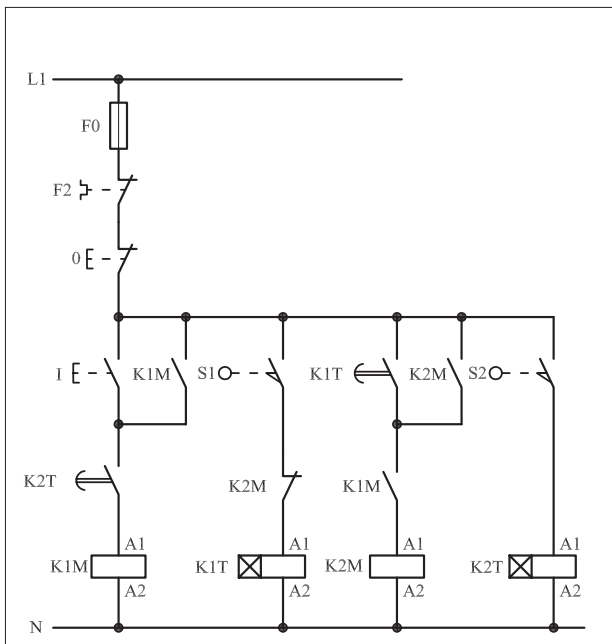 L1
F0
F2
0
I K1M S1 K1T K2M S2
K2T K2M K1M
A1 A1 A1 A1
K1M K1T K2M K2T
A2 A2 A2 A2
N